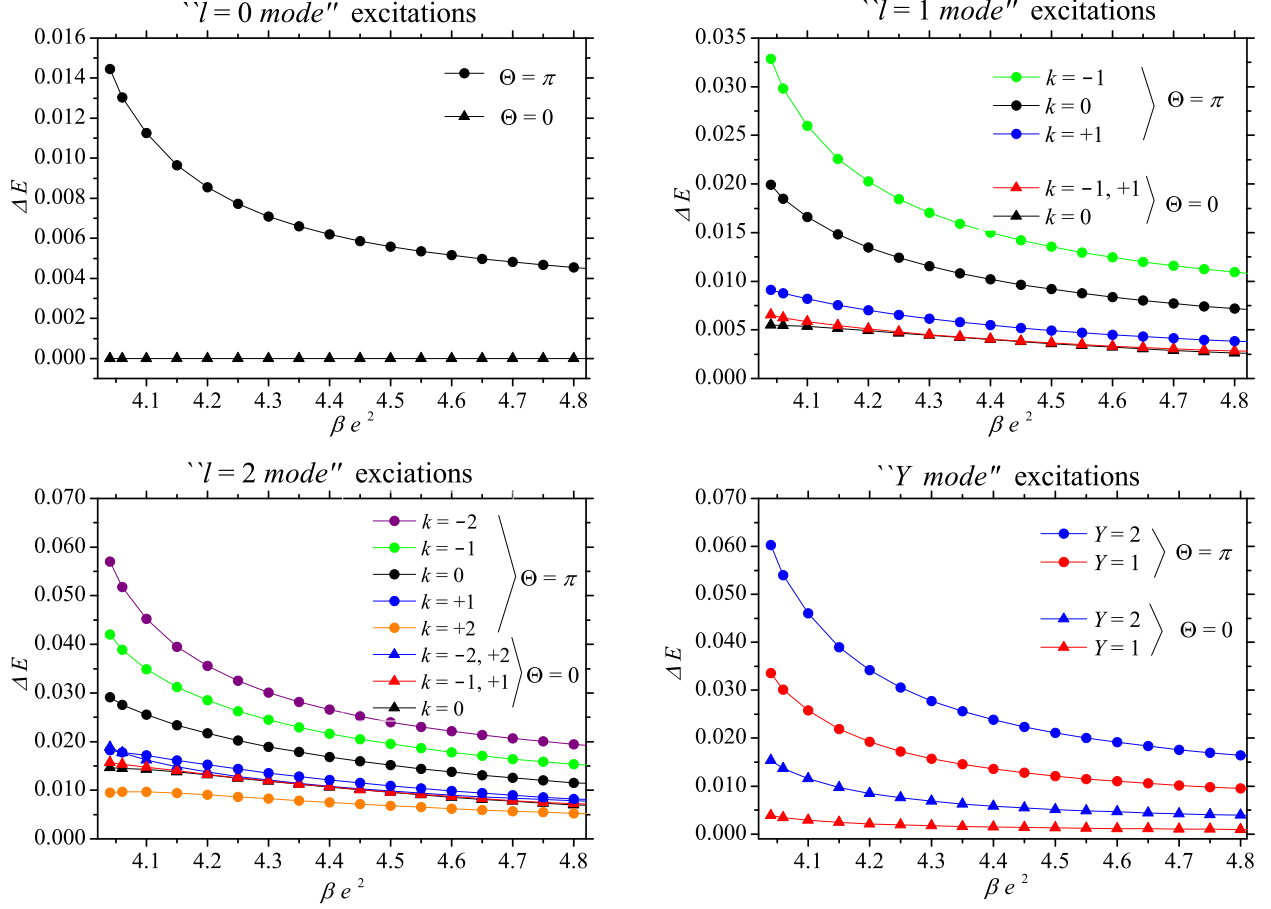 ``l = 0 mode" excitations
0.016
0.014
0.012
0.010
0.008
0.006
0.004
0.002
0.000
ΔE
Θ = π
Θ = 0
4.1 4.2 4.3 4.4 4.5 4.6 4.7 4.8
β e²
``l = 1 mode" excitations
0.035
0.030
0.025
0.020
0.015
0.010
0.005
0.000
ΔE
k = −1
k = 0
k = +1
Θ = π
k = −1, +1
k = 0
Θ = 0
4.1 4.2 4.3 4.4 4.5 4.6 4.7 4.8
β e²
``l = 2 mode" exciations
0.070
0.060
0.050
0.040
0.030
0.020
0.010
0.000
ΔE
k = −2
k = −1
k = 0
k = +1
k = +2
Θ = π
k = −2, +2
k = −1, +1
k = 0
Θ = 0
4.1 4.2 4.3 4.4 4.5 4.6 4.7 4.8
β e²
``Y mode" excitations
0.070
0.060
0.050
0.040
0.030
0.020
0.010
0.000
ΔE
Y = 2
Y = 1
Θ = π
Y = 2
Y = 1
Θ = 0
4.1 4.2 4.3 4.4 4.5 4.6 4.7 4.8
β e²